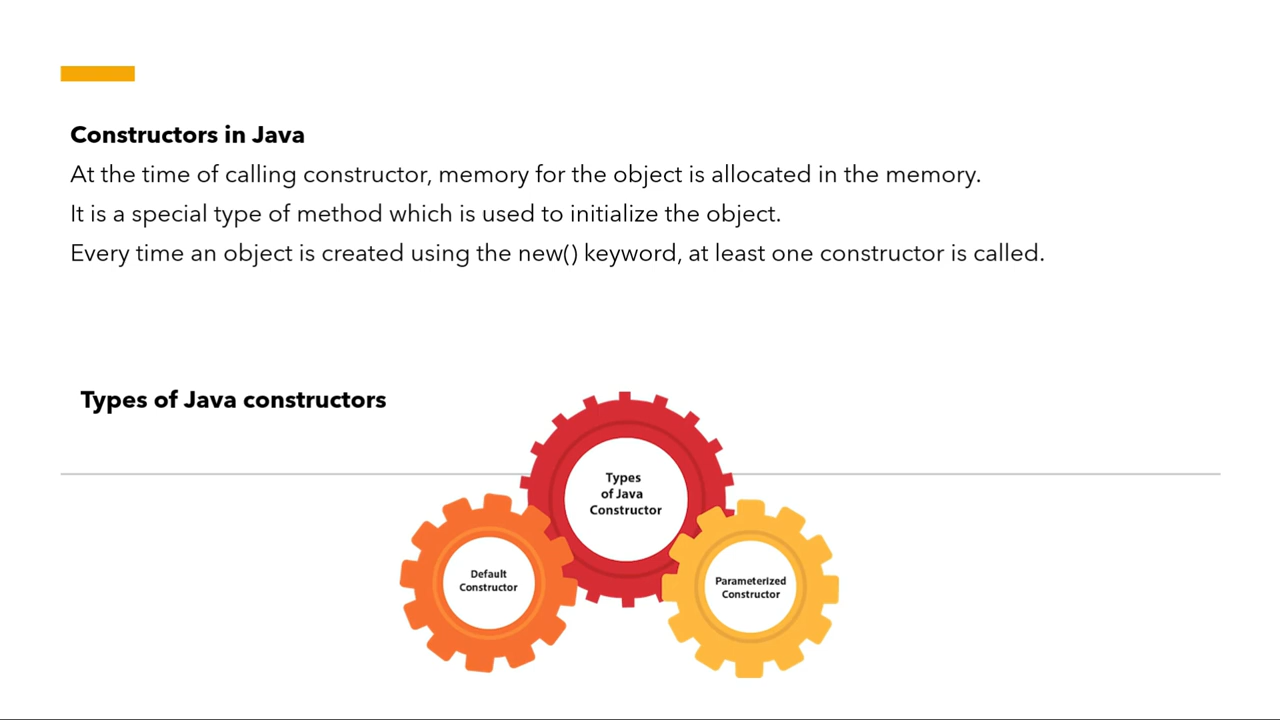 Constructors in Java
At the time of calling constructor, memory for the object is allocated in the memory.
It is a special type of method which is used to initialize the object.
Every time an object is created using the new() keyword, at least one constructor is called.
Types of Java constructors
Types
of Java
Constructor
Default
Constructor
Parameterized
Constructor